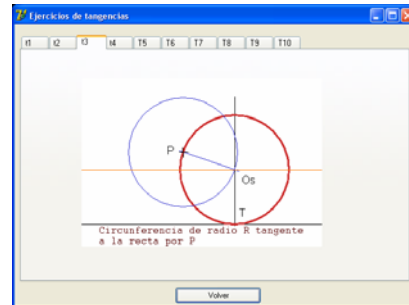 Ejercicios de tangencias
t1 t2 t3 t4 T5 T6 T7 T8 T9 T10
P
Os
T
Circunferencia de radio R tangente
a la recta por P
Volver